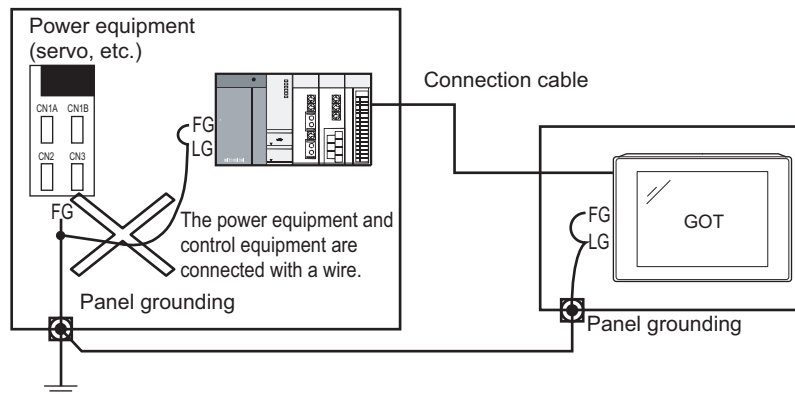 Power equipment
(servo, etc.)
CN1A
CN1B
CN2
CN3
FG
FG
LG
The power equipment and
control equipment are
connected with a wire.
Panel grounding
Connection cable
FG
LG
GOT
Panel grounding